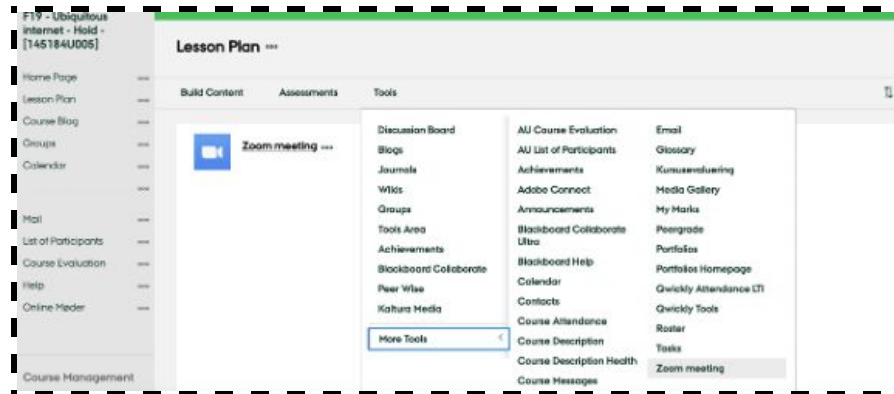 F19 - Ubiquitous
internet - Hold -
[145184U005]
Home Page
Lesson Plan
Course Blog
Groups
Calendar
Mail
List of Participants
Course Evaluation
Help
Online Møder
Course Management
Lesson Plan
Build Content
Assessments
Tools
Zoom meeting
Discussion Board
Blogs
Journals
Wikis
Groups
Tools Area
Achievements
Blackboard Collaborate
Peer Wise
Kaltura Media
More Tools
AU Course Evaluation
AU List of Participants
Achievements
Adobe Connect
Announcements
Blackboard Collaborate
Ultra
Blackboard Help
Calendar
Contacts
Course Attendance
Course Description
Course Description Health
Course Messages
Email
Glossary
Kursusevaluering
Media Gallery
My Marks
Peergrade
Portfolios
Portfolios Homepage
Qwickly Attendance LTI
Qwickly Tools
Roster
Tasks
Zoom meeting